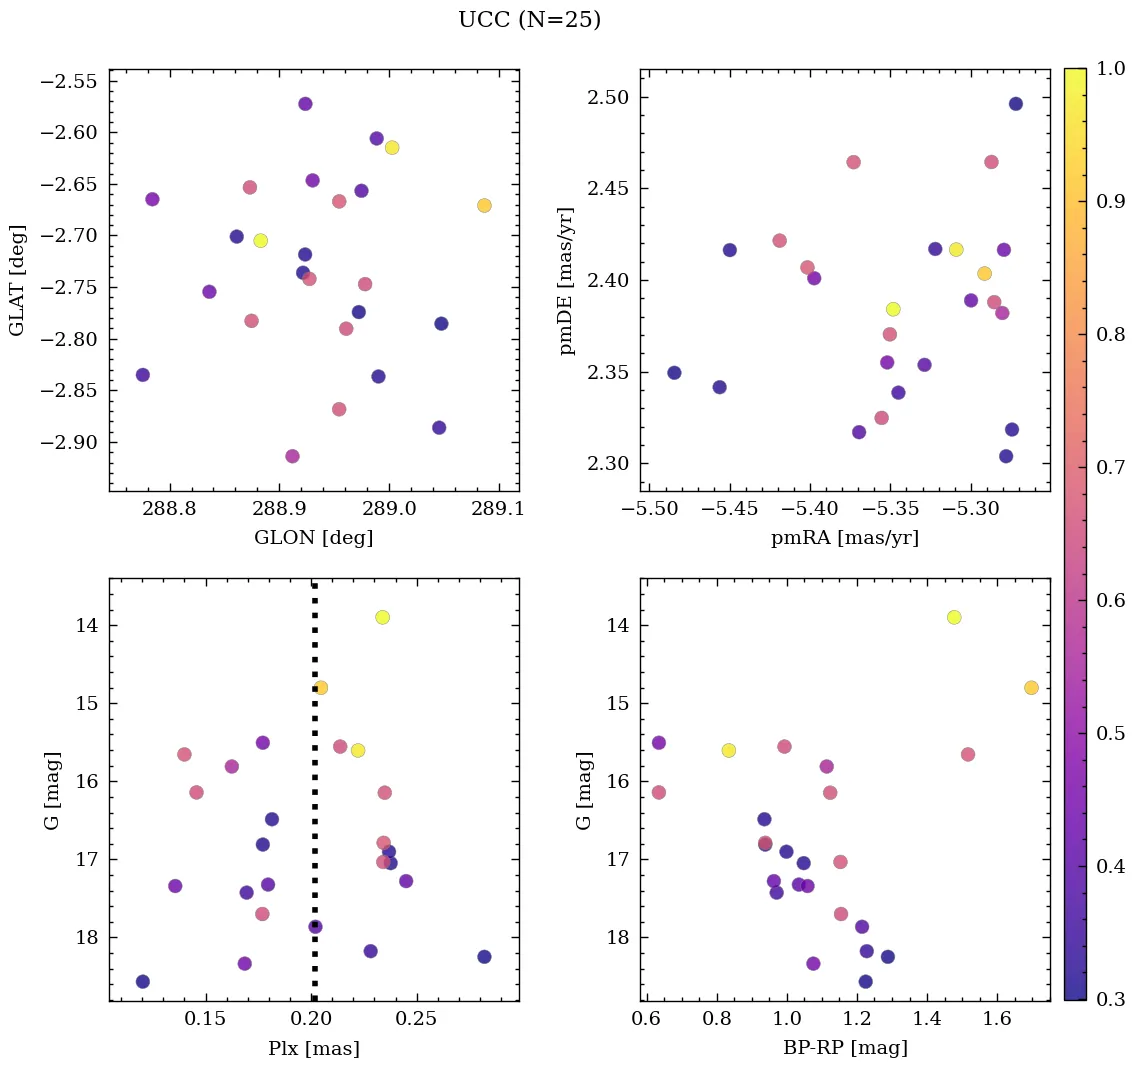 UCC (N=25)
−2.55
−2.60
−2.65
−2.70
−2.75
−2.80
−2.85
−2.90
GLAT [deg]
288.8 288.9 289.0 289.1
GLON [deg]
2.50
2.45
2.40
2.35
2.30
pmDE [mas/yr]
−5.50 −5.45 −5.40 −5.35 −5.30
pmRA [mas/yr]
14
15
16
17
18
G [mag]
0.15 0.20 0.25
Plx [mas]
14
15
16
17
18
G [mag]
0.6 0.8 1.0 1.2 1.4 1.6
BP-RP [mag]
1.0
0.9
0.8
0.7
0.6
0.5
0.4
0.3